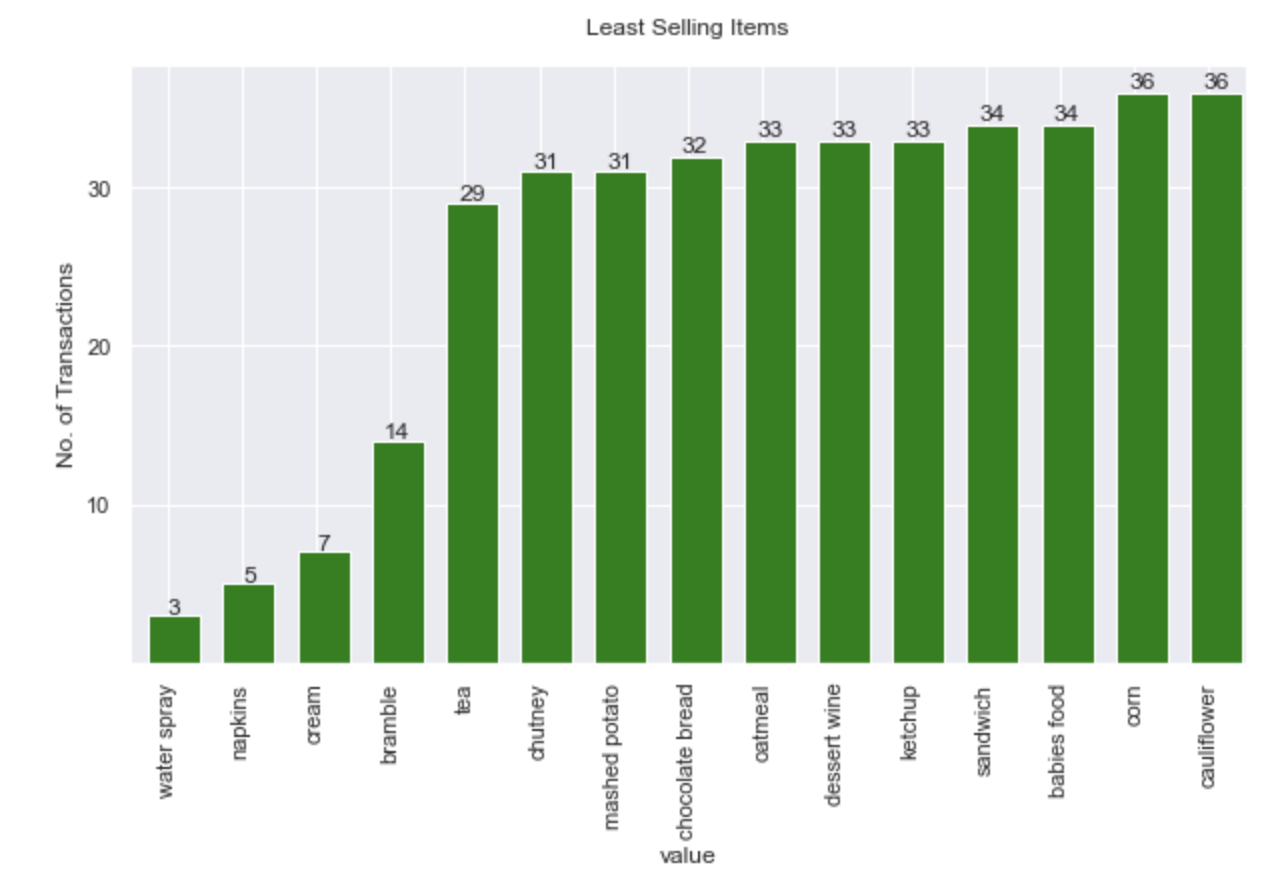 Least Selling Items
36 36
34 34
33 33 33
32
31 31
29
14
7
5
3
30
20
10
No. of Transactions
water spray
napkins
cream
bramble
tea
chutney
mashed potato
chocolate bread
oatmeal
dessert wine
ketchup
sandwich
babies food
corn
cauliflower
value